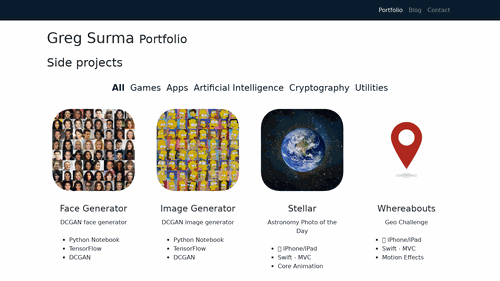 Portfolio Blog Contact
Greg Surma Portfolio
Side projects
All Games Apps Artificial Intelligence Cryptography Utilities
Face Generator
DCGAN face generator
• Python Notebook
• TensorFlow
• DCGAN
Image Generator
DCGAN image generator
• Python Notebook
• TensorFlow
• DCGAN
Stellar
Astronomy Photo of the
Day
• iPhone/iPad
• Swift - MVC
• Core Animation
Whereabouts
Geo Challenge
• iPhone/iPad
• Swift - MVC
• Motion Effects